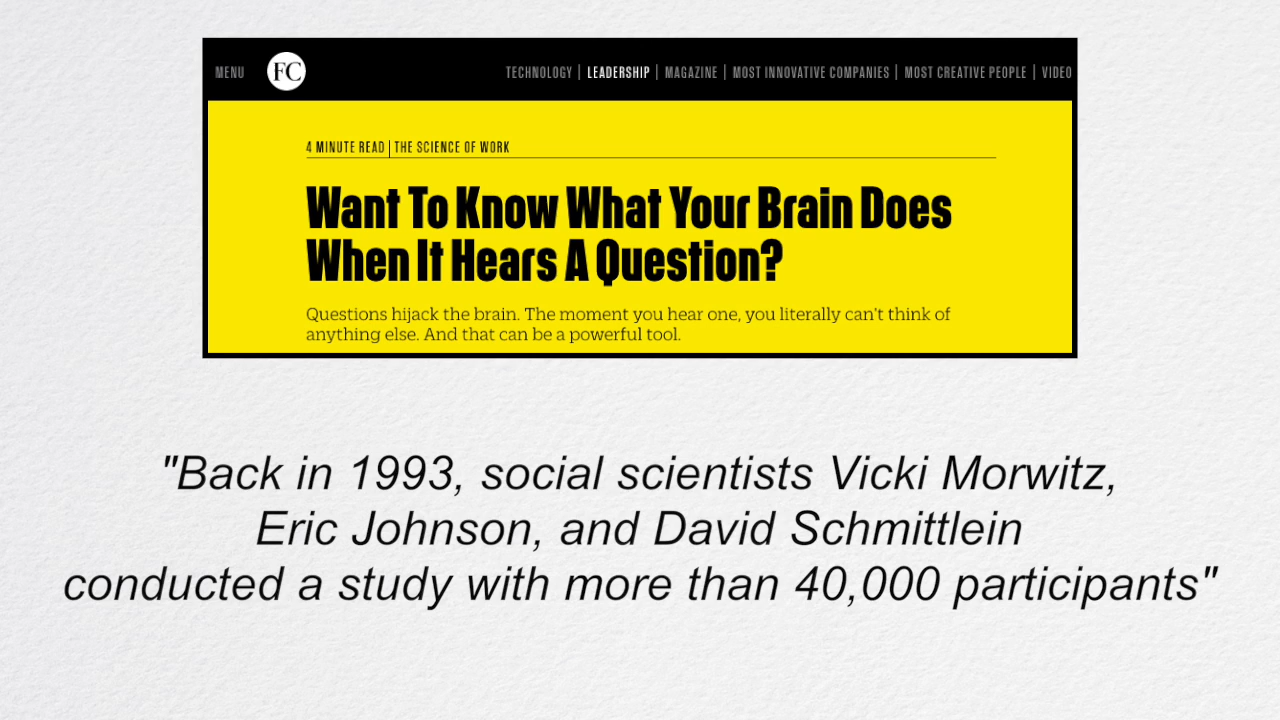 MENU FC TECHNOLOGY | LEADERSHIP | MAGAZINE | MOST INNOVATIVE COMPANIES | MOST CREATIVE PEOPLE | VIDEO
4 MINUTE READ | THE SCIENCE OF WORK
Want To Know What Your Brain Does
When It Hears A Question?
Questions hijack the brain. The moment you hear one, you literally can't think of
anything else. And that can be a powerful tool.
"Back in 1993, social scientists Vicki Morwitz,
Eric Johnson, and David Schmittlein
conducted a study with more than 40,000 participants"